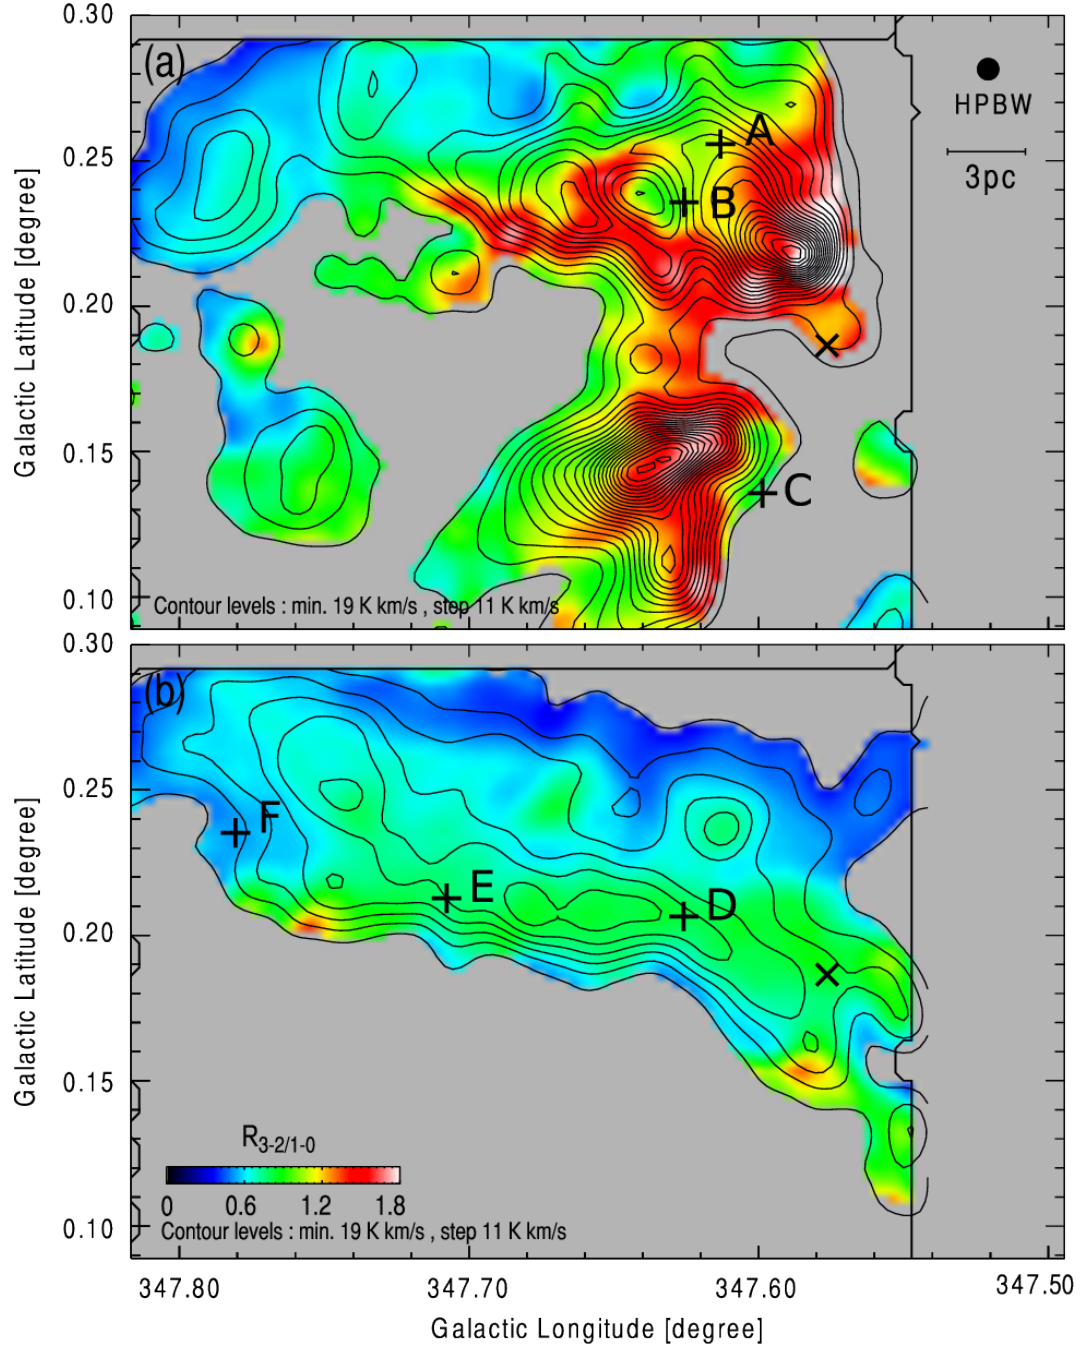 0.30
(a)
HPBW
A
0.25
3pc
B
0.20
Galactic Latitude [degree]
×
0.15
C
0.10
Contour levels : min. 19 K km/s , step 11 K km/s
0.30
(b)
0.25
F
E
D
0.20
×
Galactic Latitude [degree]
0.15
R3-2/1-0
0 0.6 1.2 1.8
0.10
Contour levels : min. 19 K km/s , step 11 K km/s
347.80 347.70 347.60 347.50
Galactic Longitude [degree]